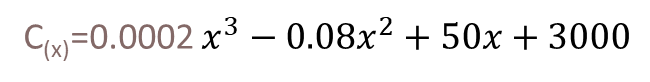 C₍ₓ₎=0.0002 x³ − 0.08x² + 50x + 3000